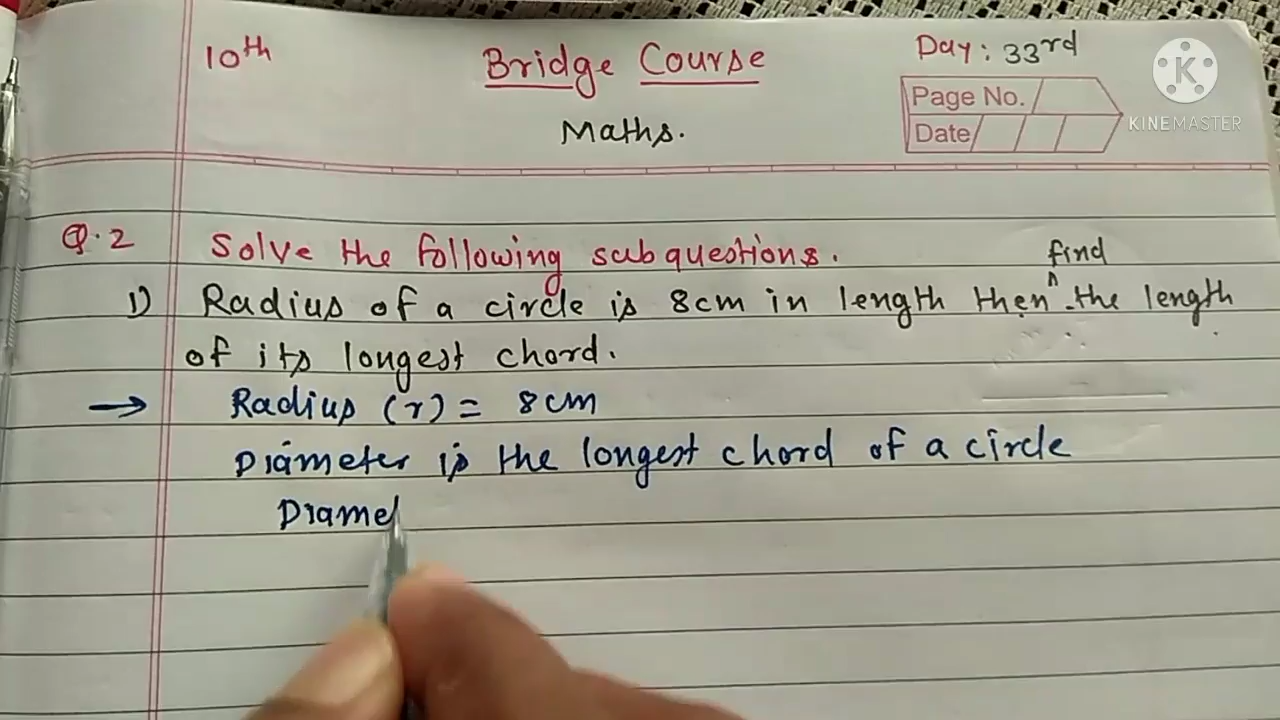 10th
Bridge Course
Day: 33rd
Page No.
Date
K
KINEMASTER
Maths.
Q.2 Solve the following subquestions.
find
1) Radius of a circle is 8cm in length then ^ the length
of its longest chord.
→ Radius (r) = 8cm
Diameter is the longest chord of a circle
Diame